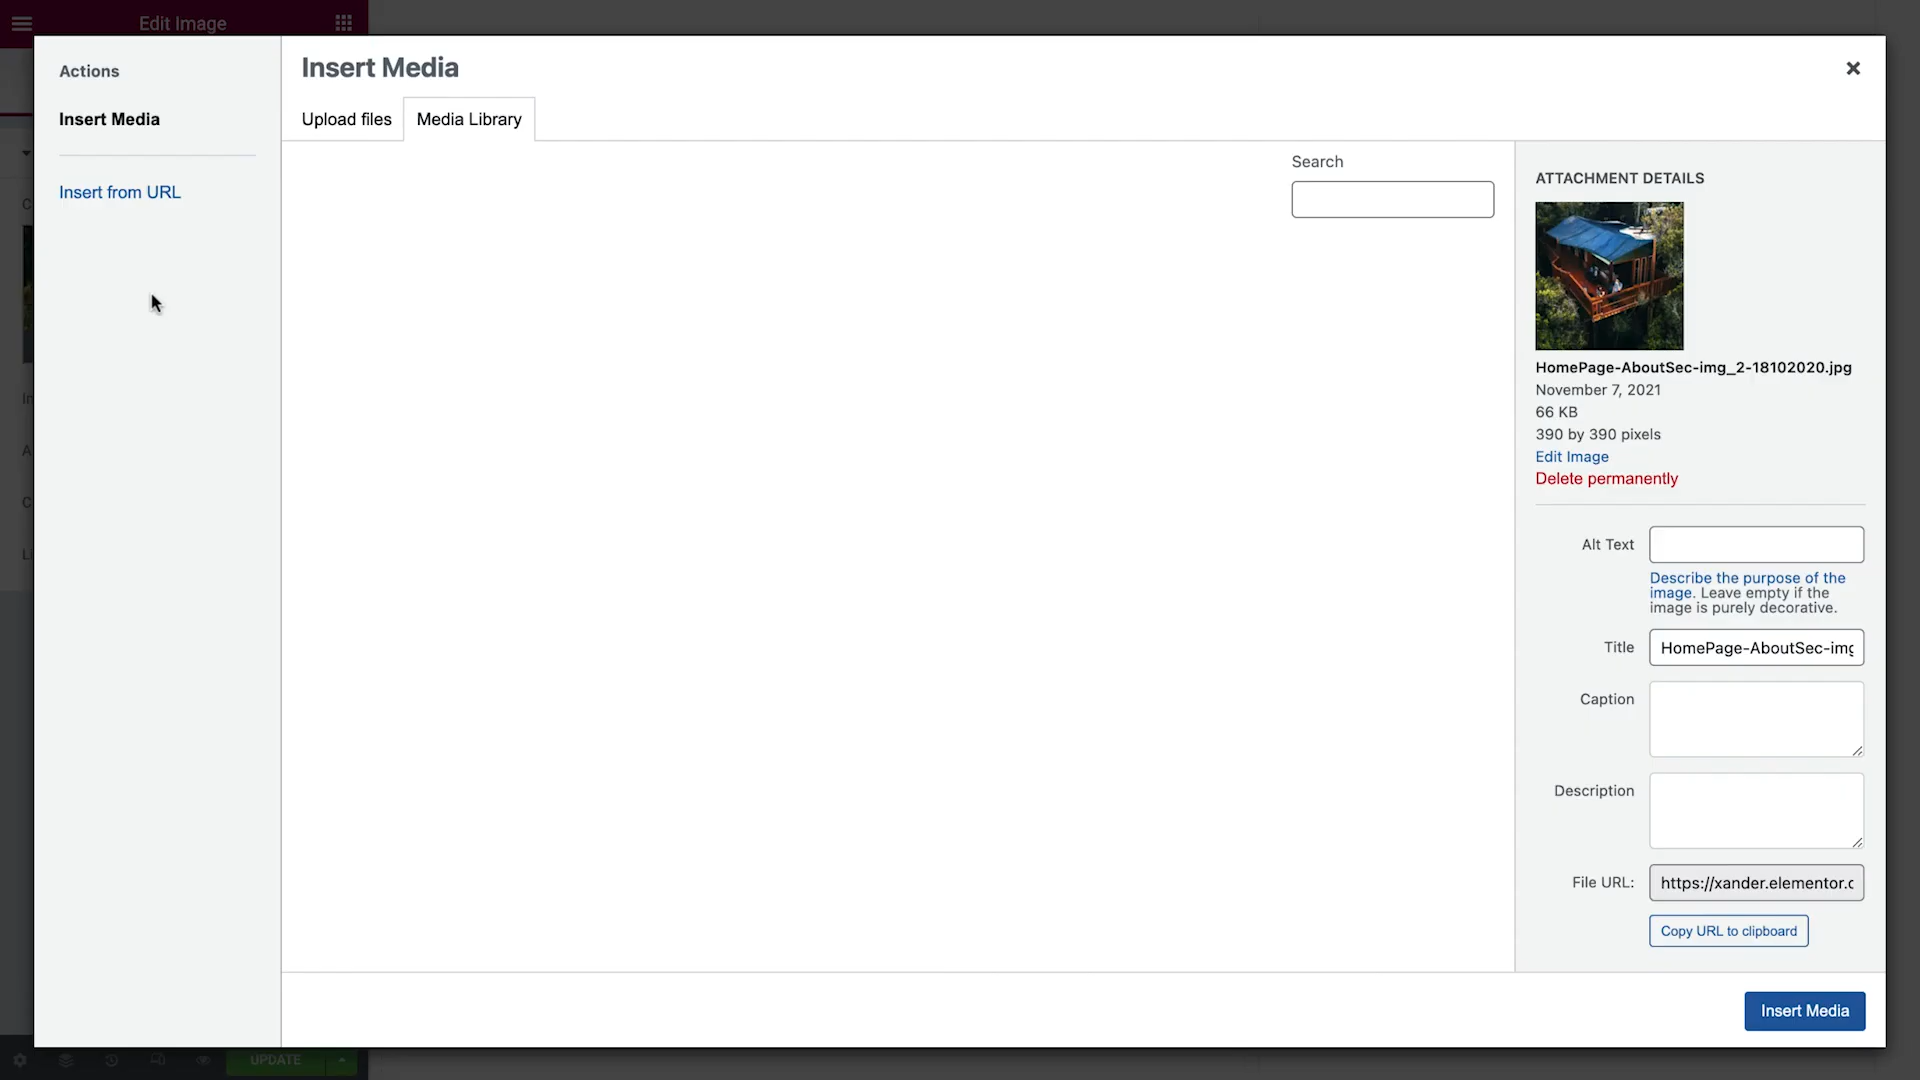 Edit Image
Actions
Insert Media
Insert from URL
Insert Media
Upload files
Media Library
Search
ATTACHMENT DETAILS
HomePage-AboutSec-img_2-18102020.jpg
November 7, 2021
66 KB
390 by 390 pixels
Edit Image
Delete permanently
Alt Text
Describe the purpose of the
image. Leave empty if the
image is purely decorative.
Title
HomePage-AboutSec-img
Caption
Description
File URL:
https://xander.elementor.c
Copy URL to clipboard
Insert Media
UPDATE